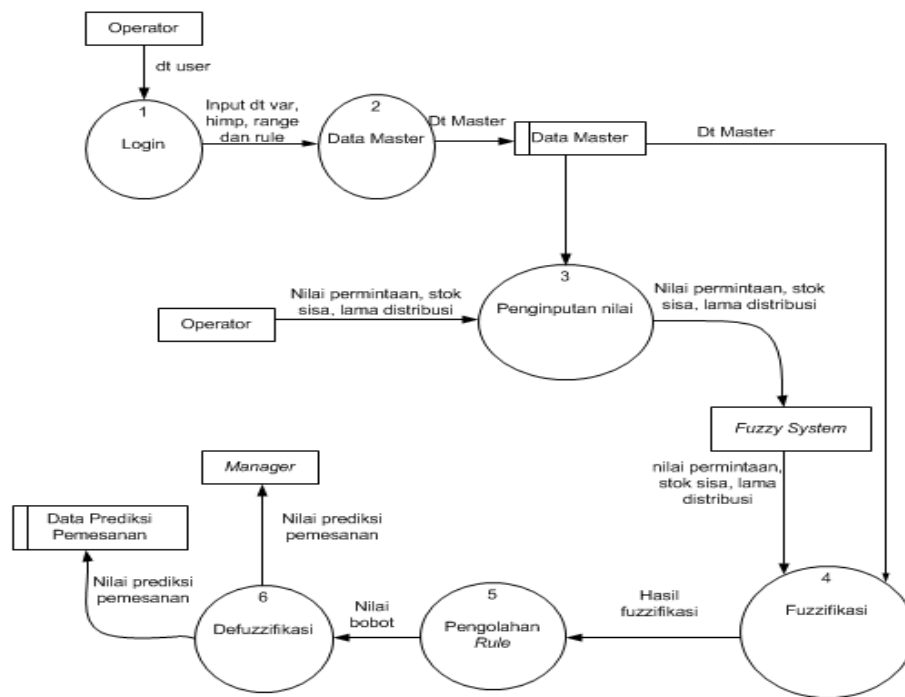 Operator
dt user
1
Login
Input dt var,
himp, range
dan rule
2
Data Master
Dt Master
Data Master
Dt Master
3
Penginputan nilai
Nilai permintaan, stok
sisa, lama distribusi
Operator
Nilai permintaan, stok
sisa, lama distribusi
Fuzzy System
nilai permintaan,
stok sisa, lama
distribusi
4
Fuzzifikasi
Hasil
fuzzifikasi
5
Pengolahan
Rule
Nilai
bobot
6
Defuzzifikasi
Nilai prediksi
pemesanan
Manager
Nilai prediksi
pemesanan
Data Prediksi
Pemesanan